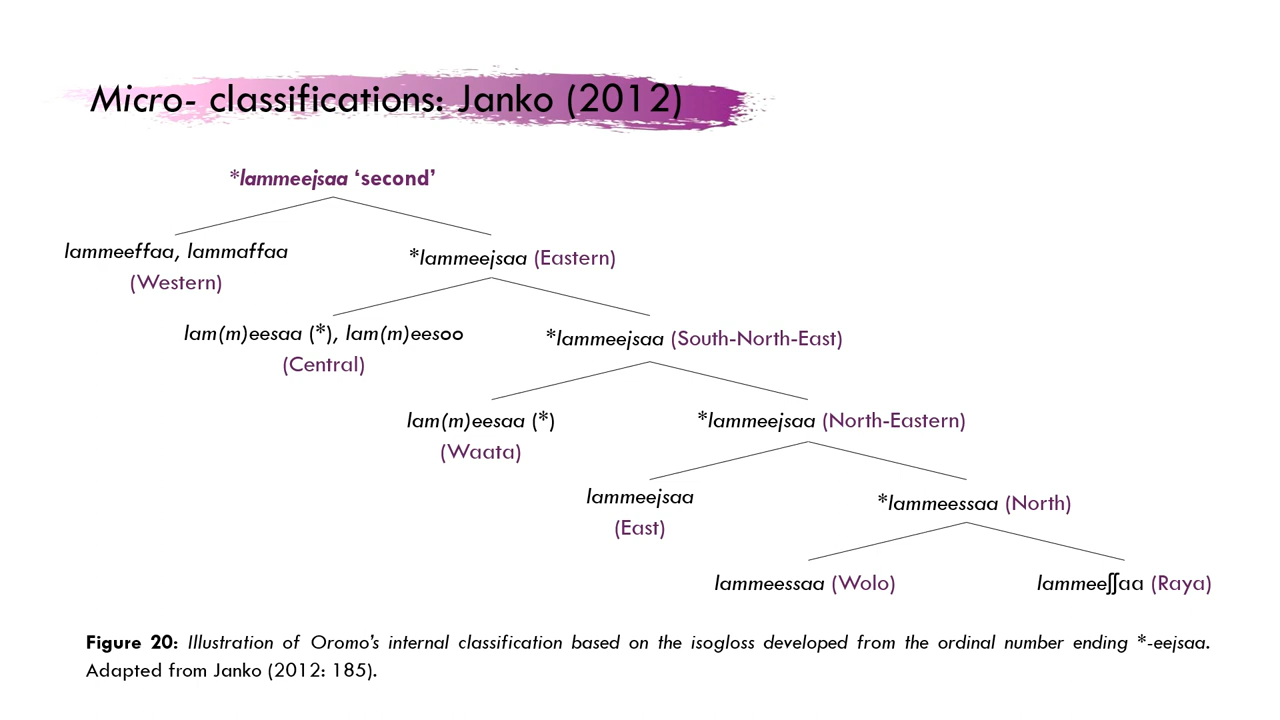 Micro- classifications: Janko (2012)
*lammeejsaa ‘second’
lammeeffaa, lammaffaa
(Western)
*lammeejsaa (Eastern)
lam(m)eesaa (*), lam(m)eesoo
(Central)
*lammeejsaa (South-North-East)
lam(m)eesaa (*)
(Waata)
*lammeejsaa (North-Eastern)
lammeejsaa
(East)
*lammeessaa (North)
lammeessaa (Wolo)
lammeeʃʃaa (Raya)
Figure 20: Illustration of Oromo’s internal classification based on the isogloss developed from the ordinal number ending *-eejsaa.
Adapted from Janko (2012: 185).